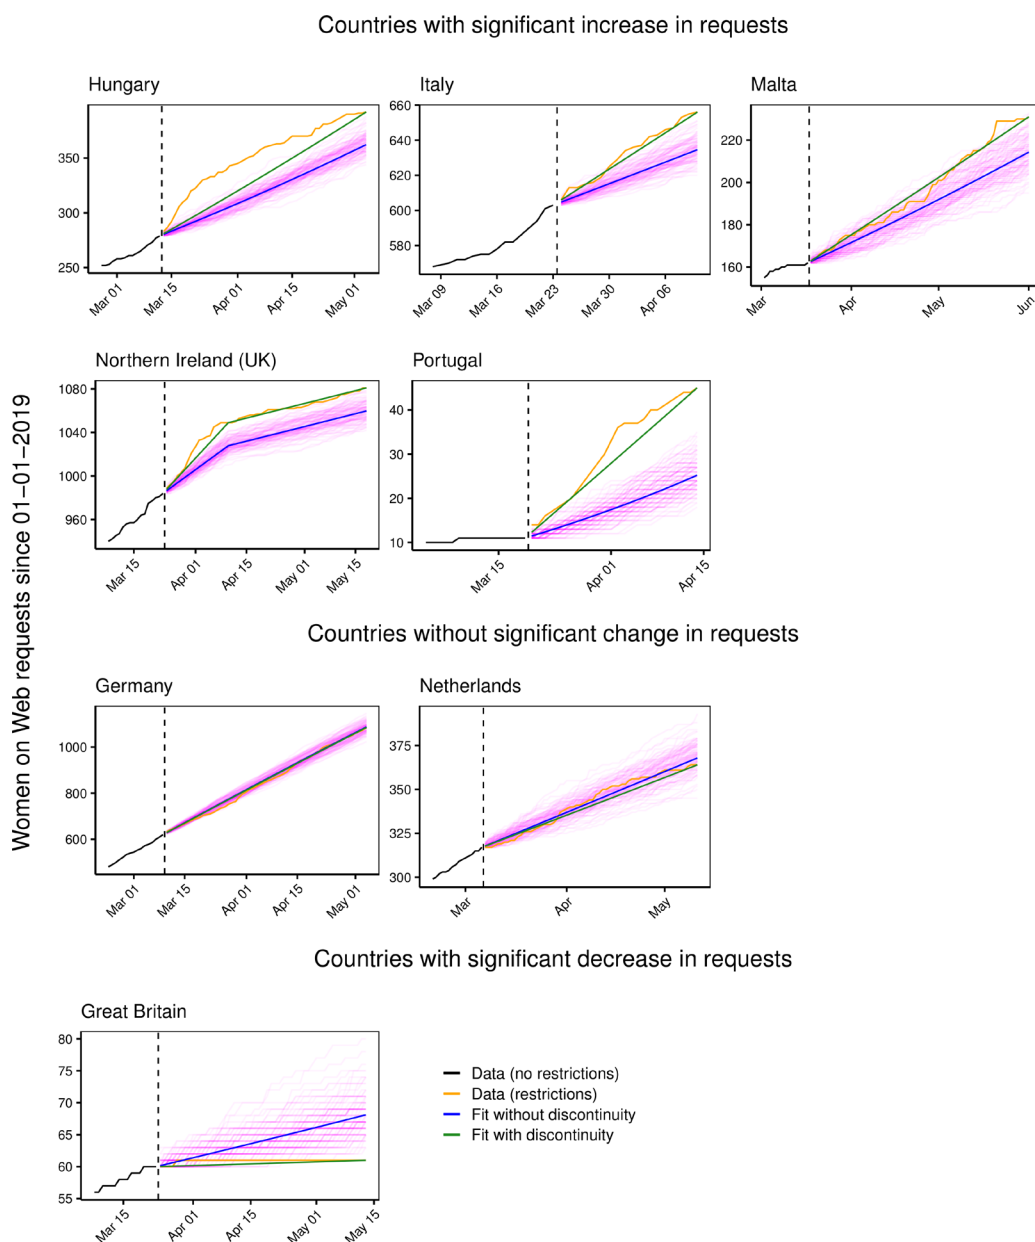 Countries with significant increase in requests
Hungary
Italy
Malta
350
300
250
Mar 01
Mar 15
Apr 01
Apr 15
May 01
660
640
620
600
580
Mar 09
Mar 16
Mar 23
Mar 30
Apr 06
220
200
180
160
Mar
Apr
May
Jun
Women on Web requests since 01−01−2019
Northern Ireland (UK)
Portugal
1080
1040
1000
960
Mar 15
Apr 01
Apr 15
May 01
May 15
40
30
20
10
Mar 15
Apr 01
Apr 15
Countries without significant change in requests
Germany
Netherlands
1000
800
600
Mar 01
Mar 15
Apr 01
Apr 15
May 01
375
350
325
300
Mar
Apr
May
Countries with significant decrease in requests
Great Britain
80
75
70
65
60
55
Mar 15
Apr 01
Apr 15
May 01
May 15
Data (no restrictions)
Data (restrictions)
Fit without discontinuity
Fit with discontinuity